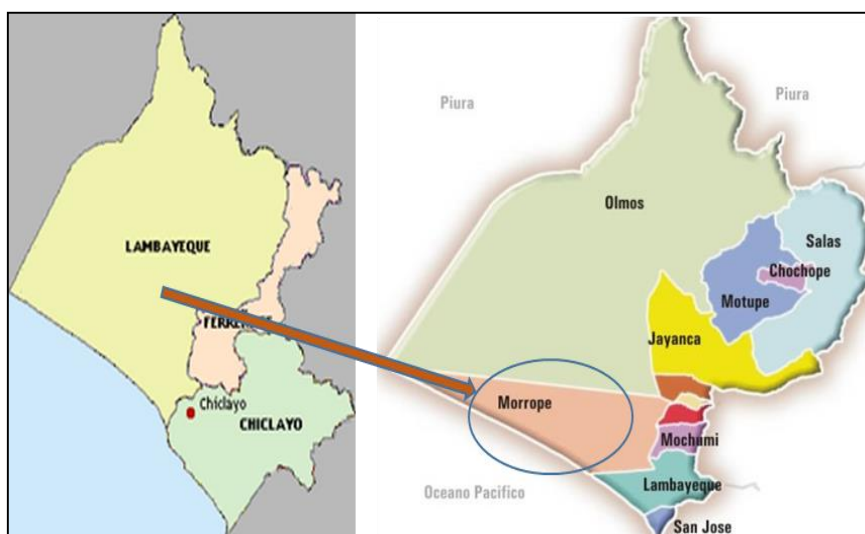 LAMBAYEQUE
Chiclayo
CHICLAYO
Piura
Piura
Olmos
Salas
Chochope
Motupe
Jayanca
Morrope
Mochumi
Lambayeque
Oceano Pacifico
San Jose